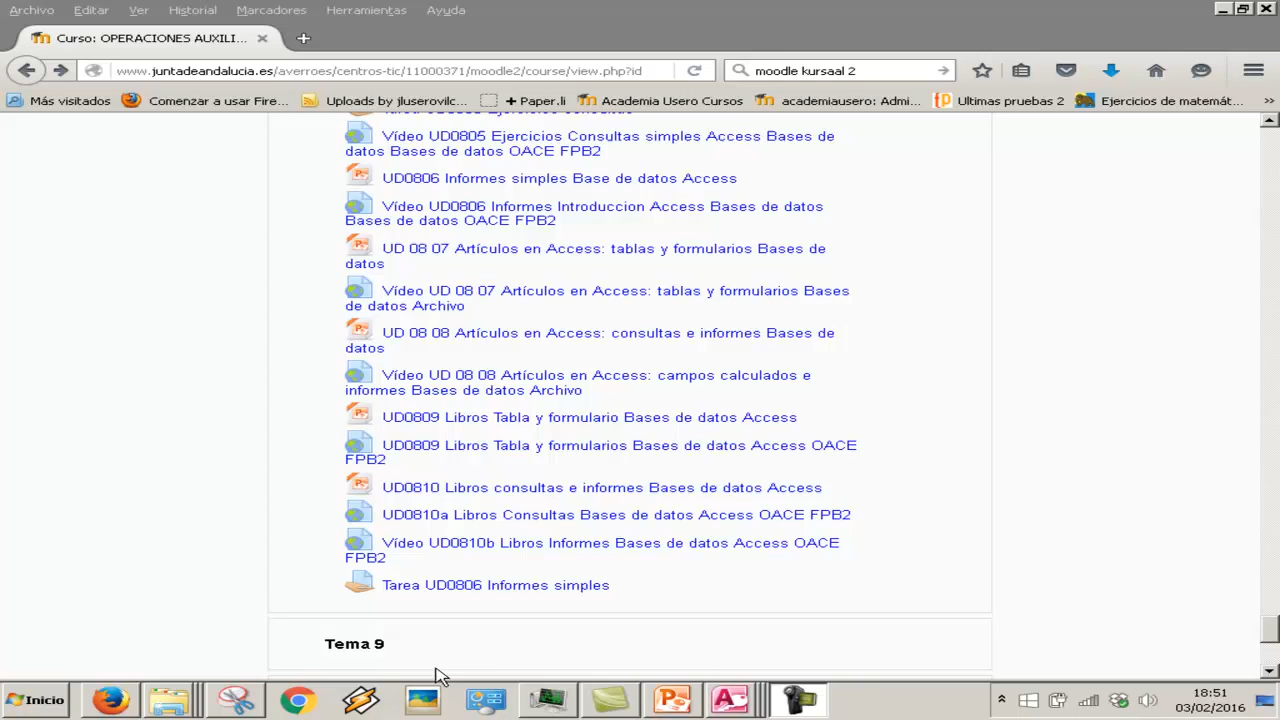 Archivo Editar Ver Historial Marcadores Herramientas Ayuda
Curso: OPERACIONES AUXILI...
www.juntadeandalucia.es/averroes/centros-tic/11000371/moodle2/course/view.php?id
moodle kursaal 2
Más visitados Comenzar a usar Fire... Uploads by jluserovilc... + Paper.li Academia Usero Cursos academiausero: Admi... Ultimas pruebas 2 Ejercicios de matemát... »
Vídeo UD0805 Ejercicios Consultas simples Access Bases de
datos Bases de datos OACE FPB2
UD0806 Informes simples Base de datos Access
Vídeo UD0806 Informes Introduccion Access Bases de datos
Bases de datos OACE FPB2
UD 08 07 Artículos en Access: tablas y formularios Bases de
datos
Vídeo UD 08 07 Artículos en Access: tablas y formularios Bases
de datos Archivo
UD 08 08 Artículos en Access: consultas e informes Bases de
datos
Vídeo UD 08 08 Artículos en Access: campos calculados e
informes Bases de datos Archivo
UD0809 Libros Tabla y formulario Bases de datos Access
UD0809 Libros Tabla y formularios Bases de datos Access OACE
FPB2
UD0810 Libros consultas e informes Bases de datos Access
UD0810a Libros Consultas Bases de datos Access OACE FPB2
Vídeo UD0810b Libros Informes Bases de datos Access OACE
FPB2
Tarea UD0806 Informes simples
Tema 9
Inicio
18:51
03/02/2016